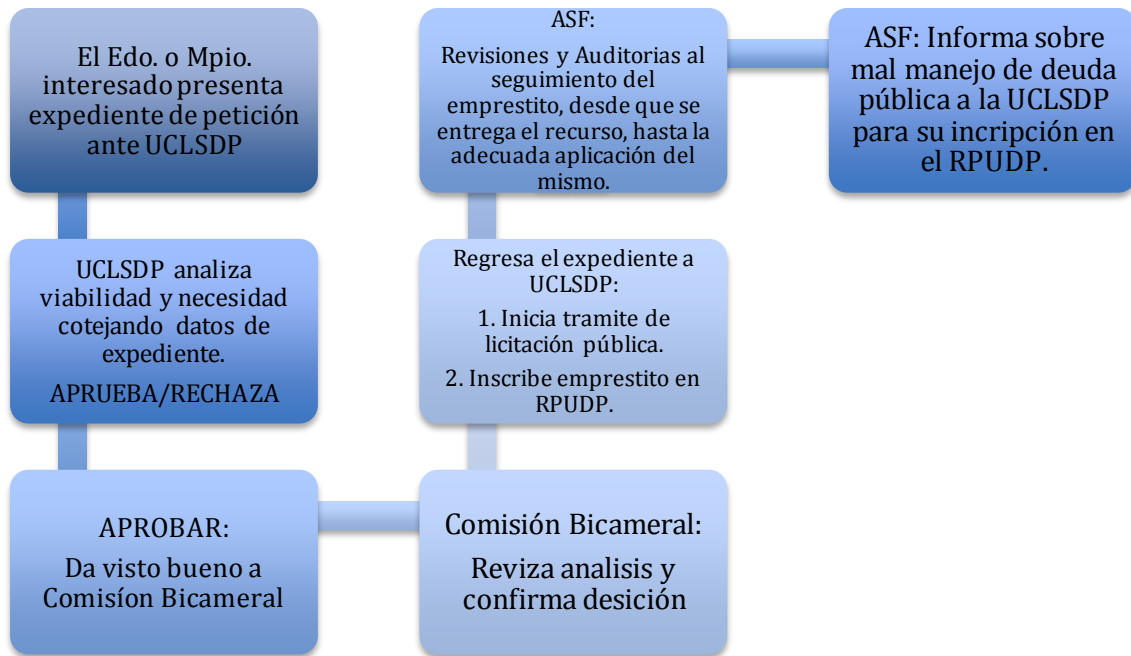 El Edo. o Mpio.
interesado presenta
expediente de petición
ante UCLSDP
UCLSDP analiza
viabilidad y necesidad
cotejando datos de
expediente.
APRUEBA/RECHAZA
APROBAR:
Da visto bueno a
Comisíon Bicameral
Comisión Bicameral:
Reviza analisis y
confirma desición
Regresa el expediente a
UCLSDP:
1. Inicia tramite de
licitación pública.
2. Inscribe emprestito en
RPUDP.
ASF:
Revisiones y Auditorias al
seguimiento del
emprestito, desde que se
entrega el recurso, hasta la
adecuada aplicación del
mismo.
ASF: Informa sobre
mal manejo de deuda
pública a la UCLSDP
para su incripción en
el RPUDP.